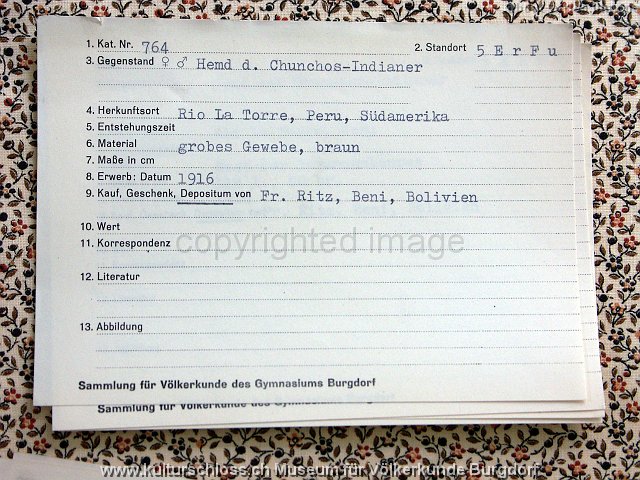 1. Kat. Nr. 764 2. Standort 5 E r F u
3. Gegenstand ♀ ♂ Hemd d. Chunchos-Indianer
4. Herkunftsort Rio La Torre, Peru, Südamerika
5. Entstehungszeit
6. Material grobes Gewebe, braun
7. Maße in cm
8. Erwerb: Datum 1916
9. Kauf, Geschenk, Depositum von Fr. Ritz, Beni, Bolivien
10. Wert
11. Korrespondenz
copyrighted image
12. Literatur
13. Abbildung
Sammlung für Völkerkunde des Gymnasiums Burgdorf
Sammlung für Völkerkunde des Gymnasiums Burgdorf
www.kulturschloss.ch Museum für Völkerkunde Burgdorf